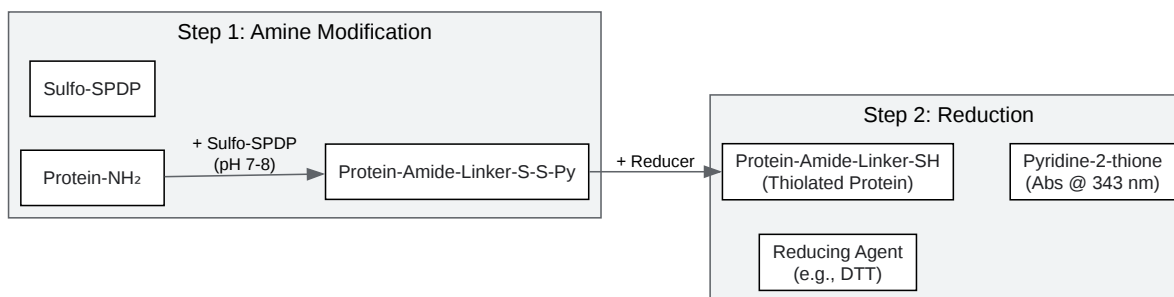 Step 1: Amine Modification
Sulfo-SPDP
+ Sulfo-SPDP
(pH 7-8)
Protein-NH₂
Protein-Amide-Linker-S-S-Py
+ Reducer
Step 2: Reduction
Protein-Amide-Linker-SH
(Thiolated Protein)
Pyridine-2-thione
(Abs @ 343 nm)
Reducing Agent
(e.g., DTT)